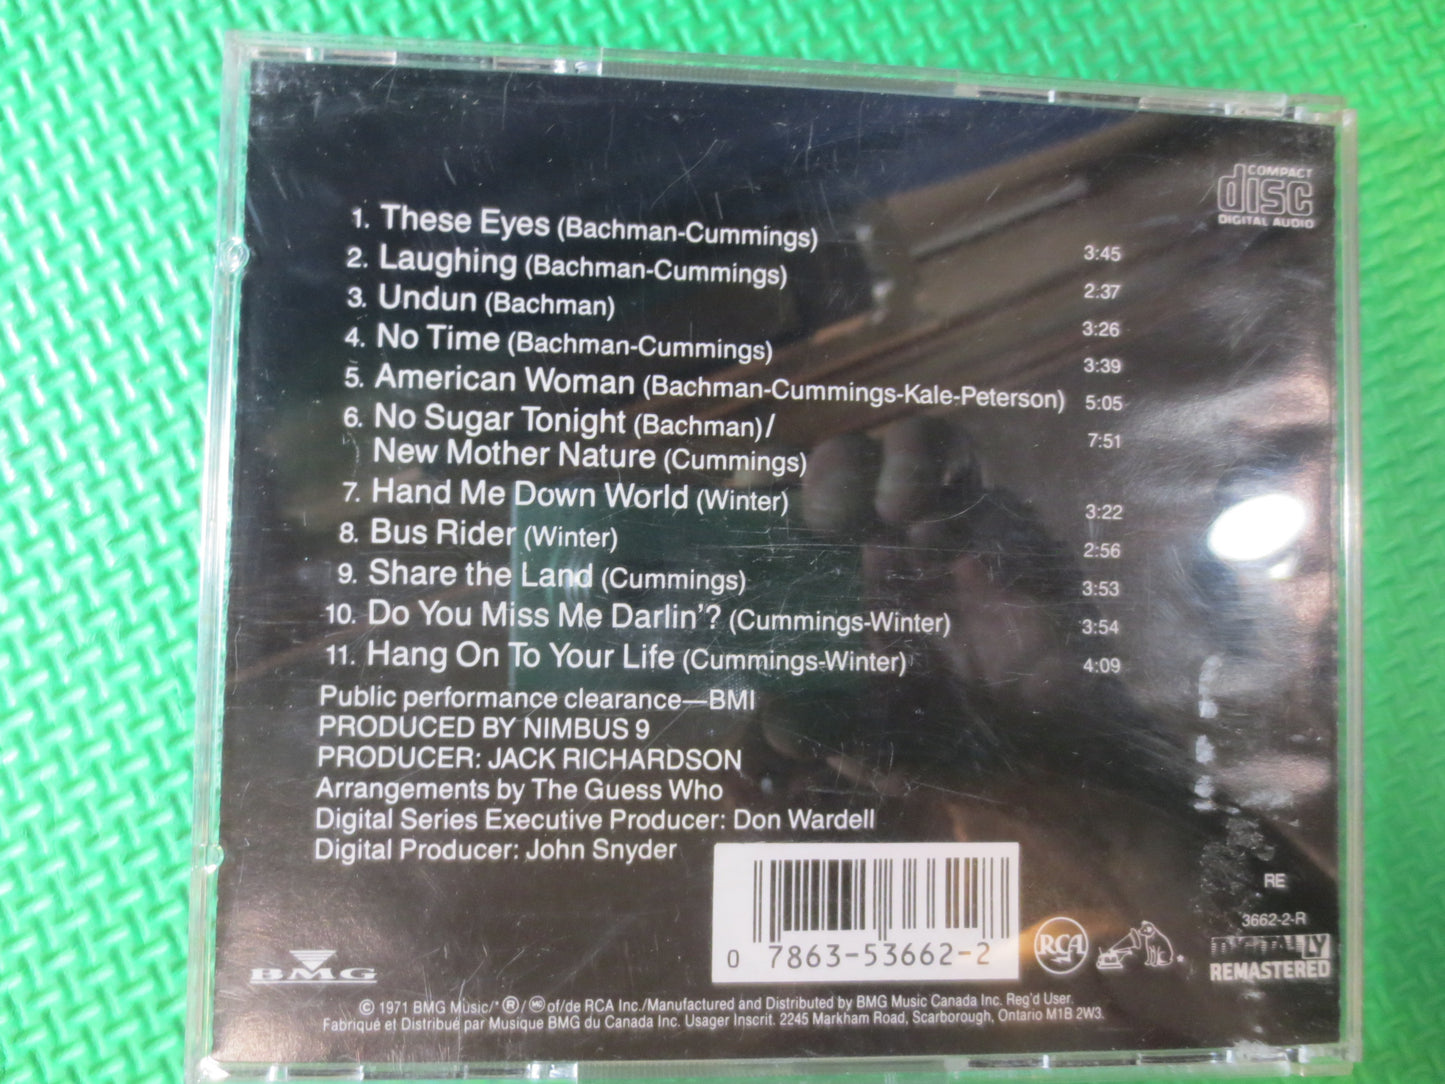 COMPACT
disc
DIGITAL AUDIO
1. These Eyes (Bachman-Cummings) 3:45
2. Laughing (Bachman-Cummings) 2:37
3. Undun (Bachman) 3:26
4. No Time (Bachman-Cummings) 3:39
5. American Woman (Bachman-Cummings-Kale-Peterson) 5:05
6. No Sugar Tonight (Bachman)/ 7:51
New Mother Nature (Cummings)
7. Hand Me Down World (Winter) 3:22
8. Bus Rider (Winter) 2:56
9. Share the Land (Cummings) 3:53
10. Do You Miss Me Darlin'? (Cummings-Winter) 3:54
11. Hang On To Your Life (Cummings-Winter) 4:09
Public performance clearance—BMI
PRODUCED BY NIMBUS 9
PRODUCER: JACK RICHARDSON
Arrangements by The Guess Who
Digital Series Executive Producer: Don Wardell
Digital Producer: John Snyder
RE
3662-2-R
DIGITALLY
REMASTERED
0 7863-53662-2
RCA
BMG
© 1971 BMG Music/*®/ of/de RCA Inc./Manufactured and Distributed by BMG Music Canada Inc. Reg'd User.
Fabriqué et Distribué par Musique BMG du Canada Inc. Usager Inscrit. 2245 Markham Road, Scarborough, Ontario M1B 2W3.